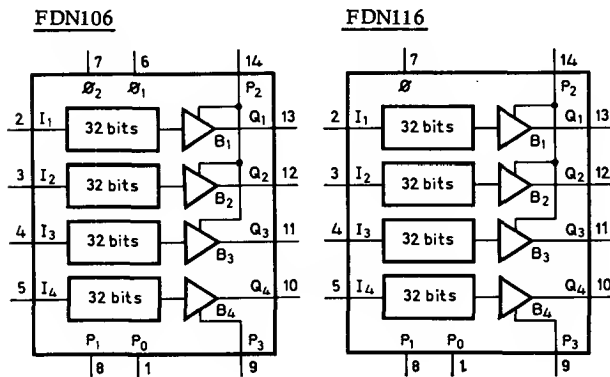 FDN106
7 6 14
Ø2 Ø1 P2
2 I1 32 bits B1 Q1 13
3 I2 32 bits B2 Q2 12
4 I3 32 bits B3 Q3 11
5 I4 32 bits B4 Q4 10
P1 P0 P3
8 1 9
FDN116
7 14
Ø P2
2 I1 32 bits B1 Q1 13
3 I2 32 bits B2 Q2 12
4 I3 32 bits B3 Q3 11
5 I4 32 bits B4 Q4 10
P1 P0 P3
8 1 9